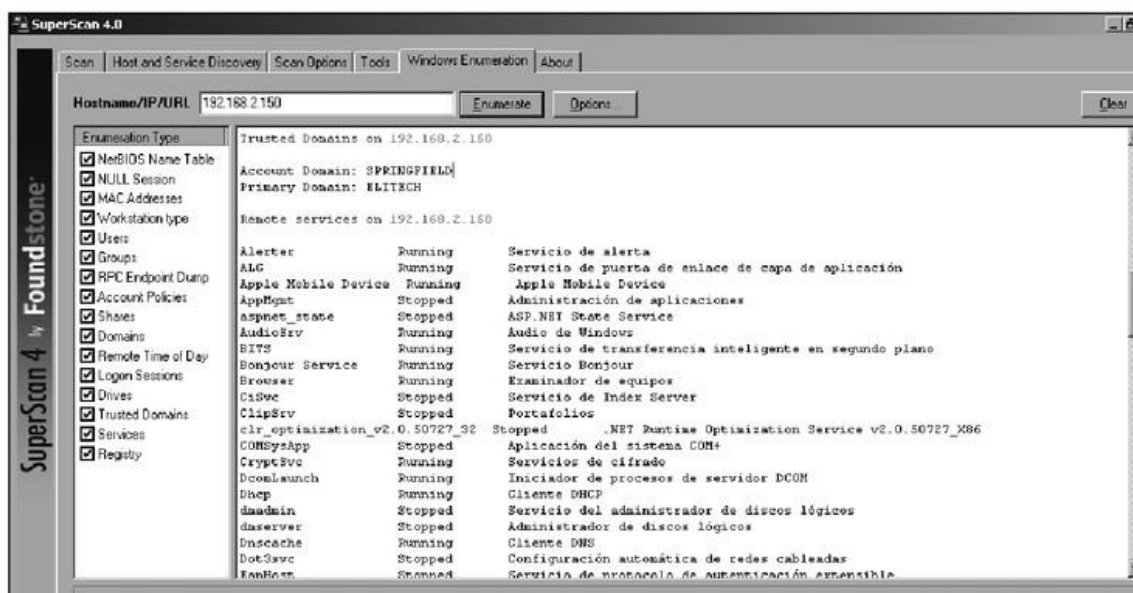 SuperScan 4.0
Scan Host and Service Discovery Scan Options Tools Windows Enumeration About
Hostname/IP/URL 192.168.2.150 Enumerate Options... Clear
SuperScan 4 by Foundstone
Enumeration Type
NetBIOS Name Table
NULL Session
MAC Addresses
Workstation type
Users
Groups
RPC Endpoint Dump
Account Policies
Shares
Domains
Remote Time of Day
Logon Sessions
Drives
Trusted Domains
Services
Registry
Trusted Domains on 192.168.2.150
Account Domain: SPRINGFIELD
Primary Domain: ELITECH
Remote services on 192.168.2.150
Alerter Running Servicio de alerta
ALG Running Servicio de puerta de enlace de capa de aplicación
Apple Mobile Device Running Apple Mobile Device
AppMgmt Stopped Administración de aplicaciones
aspnet_state Stopped ASP.NET State Service
AudioSrv Running Audio de Windows
BITS Running Servicio de transferencia inteligente en segundo plano
Bonjour Service Running Servicio Bonjour
Browser Running Examinador de equipos
CiSvc Stopped Servicio de Index Server
ClipSrv Stopped Portafolios
clr_optimization_v2.0.50727_32 Stopped .NET Runtime Optimization Service v2.0.50727_X86
COMSysApp Stopped Aplicación del sistema COM+
CryptSvc Running Servicios de cifrado
DcomLaunch Running Iniciador de procesos de servidor DCOM
Dhcp Running Cliente DHCP
dmadmin Stopped Servicio del administrador de discos lógicos
dmserver Stopped Administrador de discos lógicos
Dnscache Running Cliente DNS
Dot3svc Stopped Configuración automática de redes cableadas
EapHost Stopped Servicio de protocolo de autenticación extensible